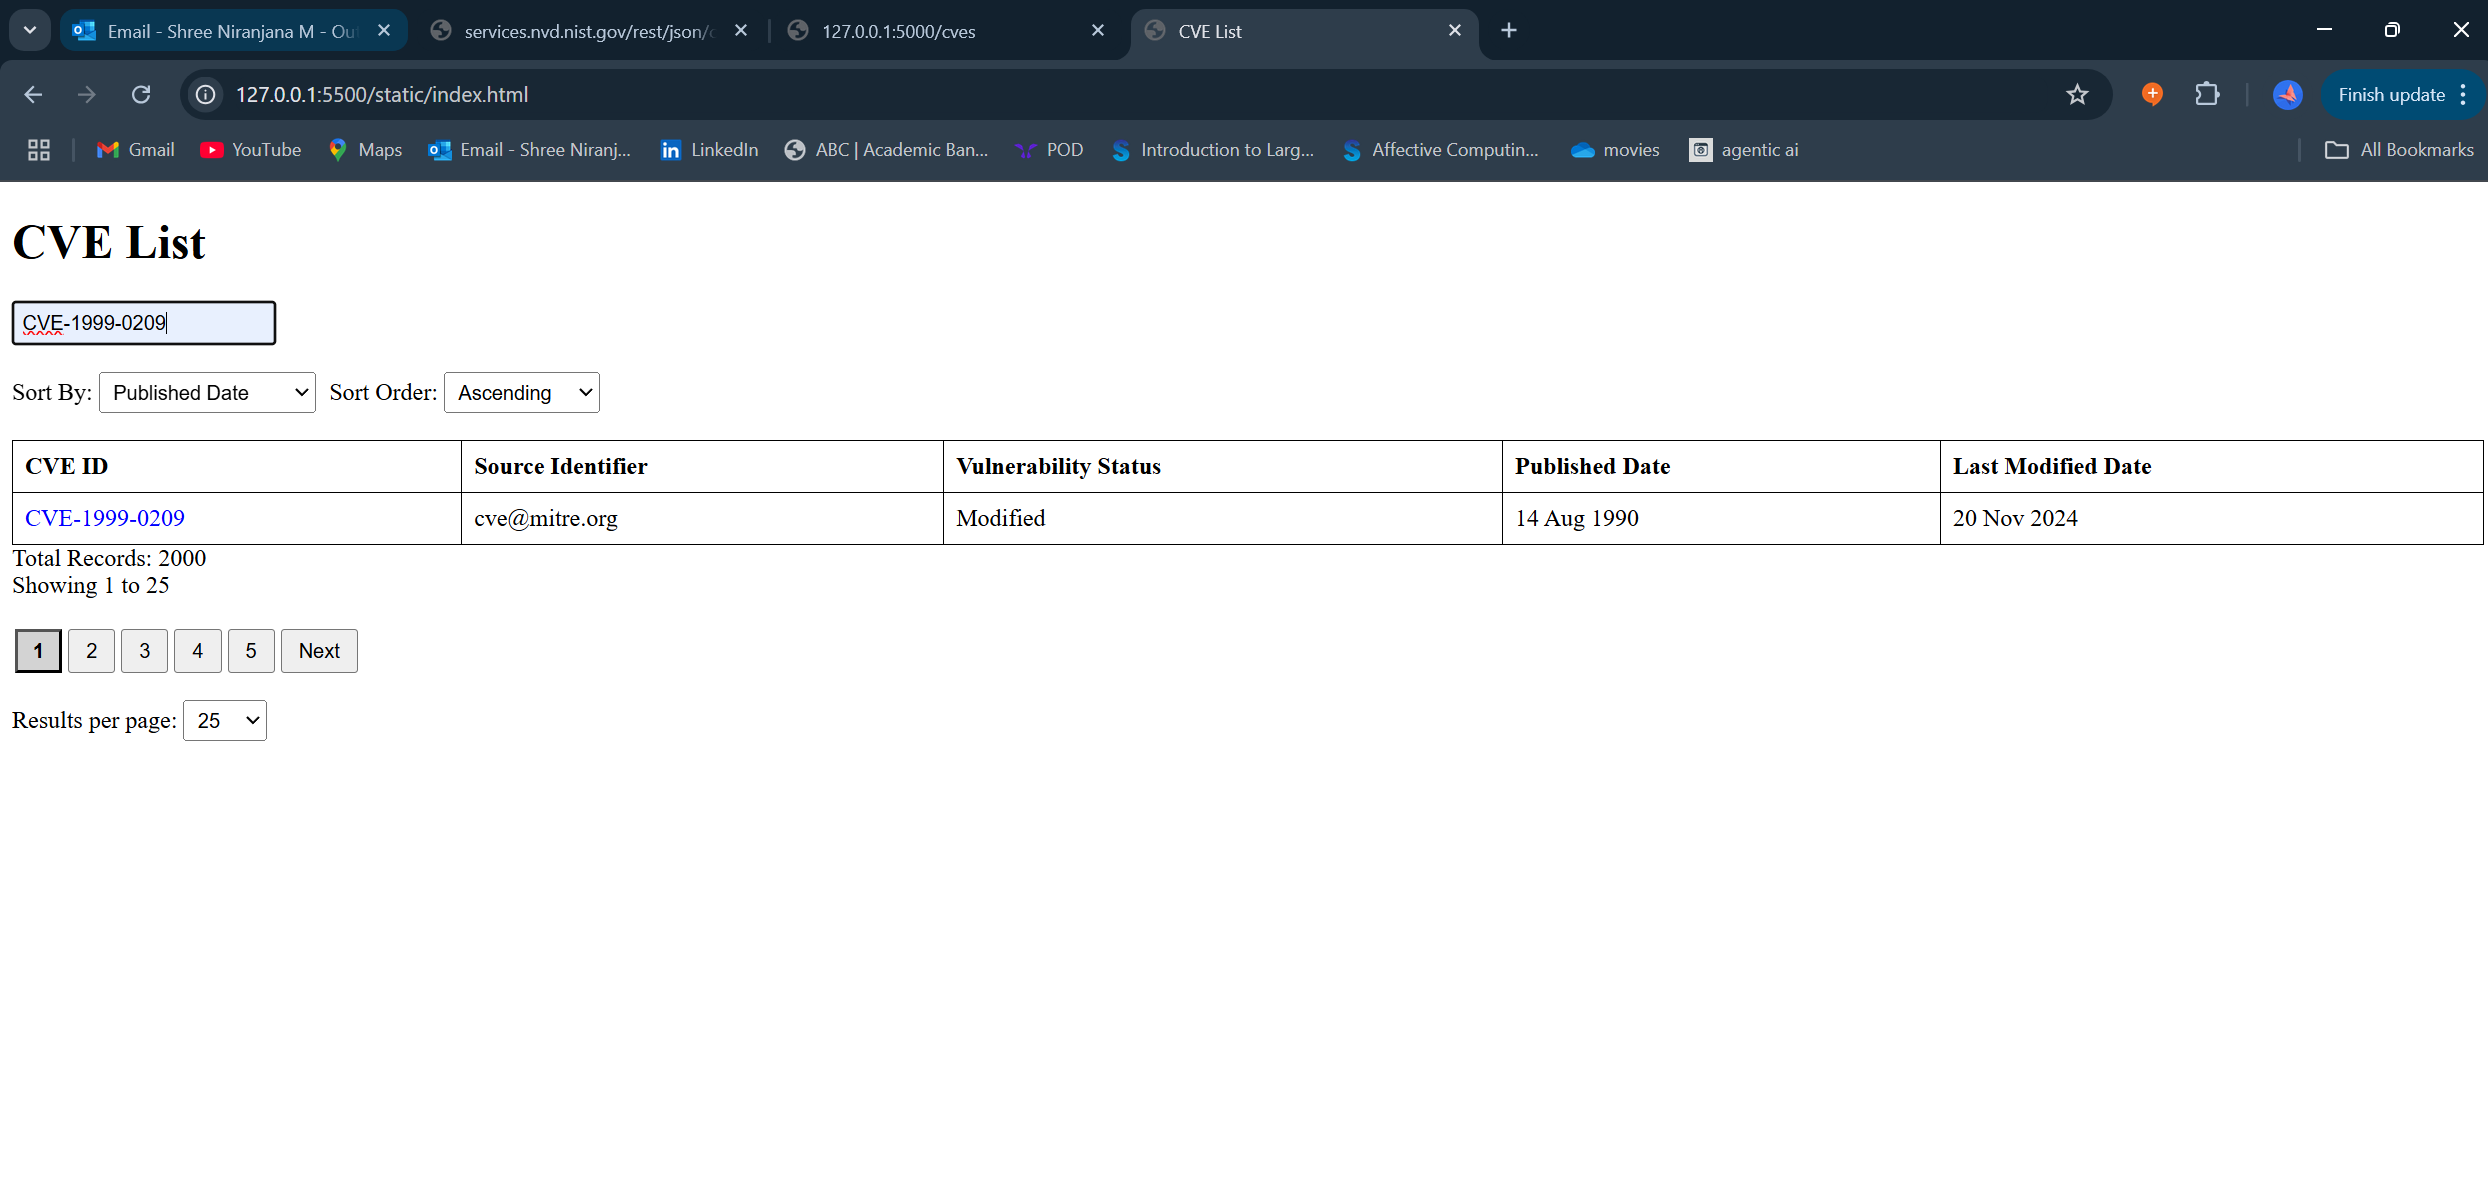 Email - Shree Niranjana M - Ou
services.nvd.nist.gov/rest/json/c
127.0.0.1:5000/cves
CVE List
127.0.0.1:5500/static/index.html
Finish update
Gmail
YouTube
Maps
Email - Shree Niranj...
LinkedIn
ABC | Academic Ban...
POD
Introduction to Larg...
Affective Computin...
movies
agentic ai
All Bookmarks
CVE List
CVE-1999-0209
Sort By: Published Date Sort Order: Ascending
CVE ID Source Identifier Vulnerability Status Published Date Last Modified Date
CVE-1999-0209 cve@mitre.org Modified 14 Aug 1990 20 Nov 2024
Total Records: 2000
Showing 1 to 25
1 2 3 4 5 Next
Results per page: 25